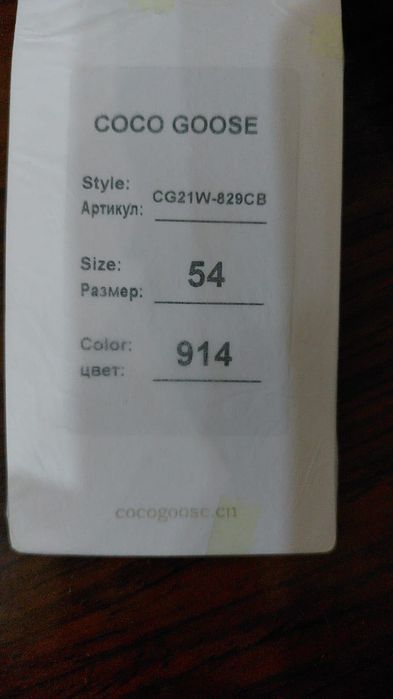 COCO GOOSE
Style: CG21W-829CB
Артикул:
Size: 54
Размер:
Color: 914
цвет:
cocogoose.cn